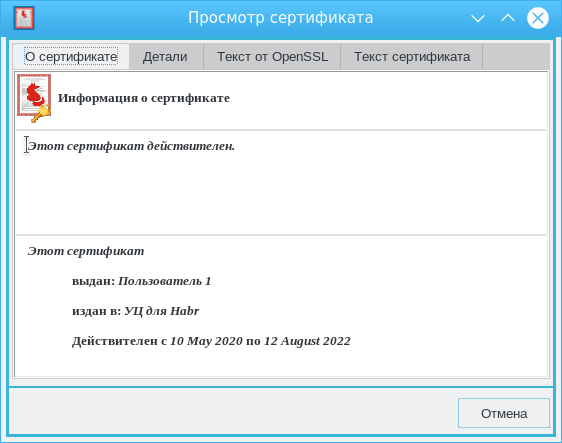 Просмотр сертификата
О сертификате Детали Текст от OpenSSL Текст сертификата
Информация о сертификате
Этот сертификат действителен.
Этот сертификат
выдан: Пользователь 1
издан в: УЦ для Habr
Действителен с 10 May 2020 по 12 August 2022
Отмена